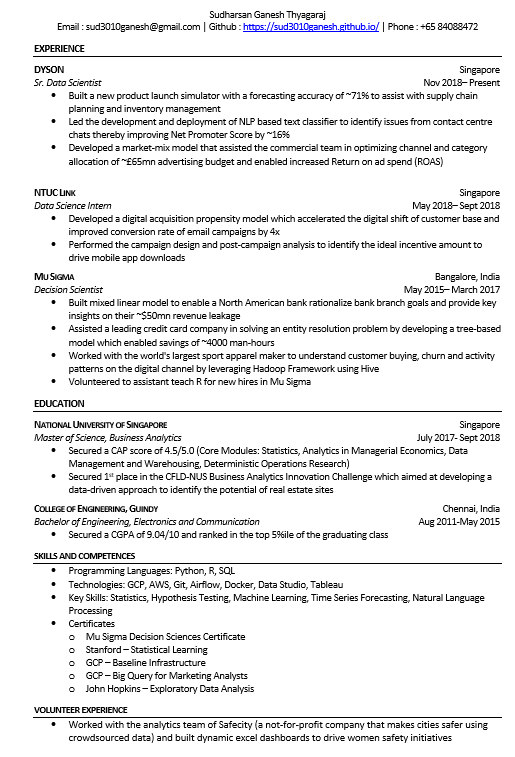 Sudharsan Ganesh Thyagaraj
Email : sud3010ganesh@gmail.com | Github : https://sud3010ganesh.github.io/ | Phone : +65 84088472
EXPERIENCE
DYSON Singapore
Sr. Data Scientist Nov 2018– Present
• Built a new product launch simulator with a forecasting accuracy of ~71% to assist with supply chain
planning and inventory management
• Led the development and deployment of NLP based text classifier to identify issues from contact centre
chats thereby improving Net Promoter Score by ~16%
• Developed a market-mix model that assisted the commercial team in optimizing channel and category
allocation of ~£65mn advertising budget and enabled increased Return on ad spend (ROAS)
NTUC LINK Singapore
Data Science Intern May 2018– Sept 2018
• Developed a digital acquisition propensity model which accelerated the digital shift of customer base and
improved conversion rate of email campaigns by 4x
• Performed the campaign design and post-campaign analysis to identify the ideal incentive amount to
drive mobile app downloads
MU SIGMA Bangalore, India
Decision Scientist May 2015– March 2017
• Built mixed linear model to enable a North American bank rationalize bank branch goals and provide key
insights on their ~$50mn revenue leakage
• Assisted a leading credit card company in solving an entity resolution problem by developing a tree-based
model which enabled savings of ~4000 man-hours
• Worked with the world's largest sport apparel maker to understand customer buying, churn and activity
patterns on the digital channel by leveraging Hadoop Framework using Hive
• Volunteered to assistant teach R for new hires in Mu Sigma
EDUCATION
NATIONAL UNIVERSITY OF SINGAPORE Singapore
Master of Science, Business Analytics July 2017- Sept 2018
• Secured a CAP score of 4.5/5.0 (Core Modules: Statistics, Analytics in Managerial Economics, Data
Management and Warehousing, Deterministic Operations Research)
• Secured 1st place in the CFLD-NUS Business Analytics Innovation Challenge which aimed at developing a
data-driven approach to identify the potential of real estate sites
COLLEGE OF ENGINEERING, GUINDY Chennai, India
Bachelor of Engineering, Electronics and Communication Aug 2011-May 2015
• Secured a CGPA of 9.04/10 and ranked in the top 5%ile of the graduating class
SKILLS AND COMPETENCES
• Programming Languages: Python, R, SQL
• Technologies: GCP, AWS, Git, Airflow, Docker, Data Studio, Tableau
• Key Skills: Statistics, Hypothesis Testing, Machine Learning, Time Series Forecasting, Natural Language
Processing
• Certificates
o Mu Sigma Decision Sciences Certificate
o Stanford – Statistical Learning
o GCP – Baseline Infrastructure
o GCP – Big Query for Marketing Analysts
o John Hopkins – Exploratory Data Analysis
VOLUNTEER EXPERIENCE
• Worked with the analytics team of Safecity (a not-for-profit company that makes cities safer using
crowdsourced data) and built dynamic excel dashboards to drive women safety initiatives